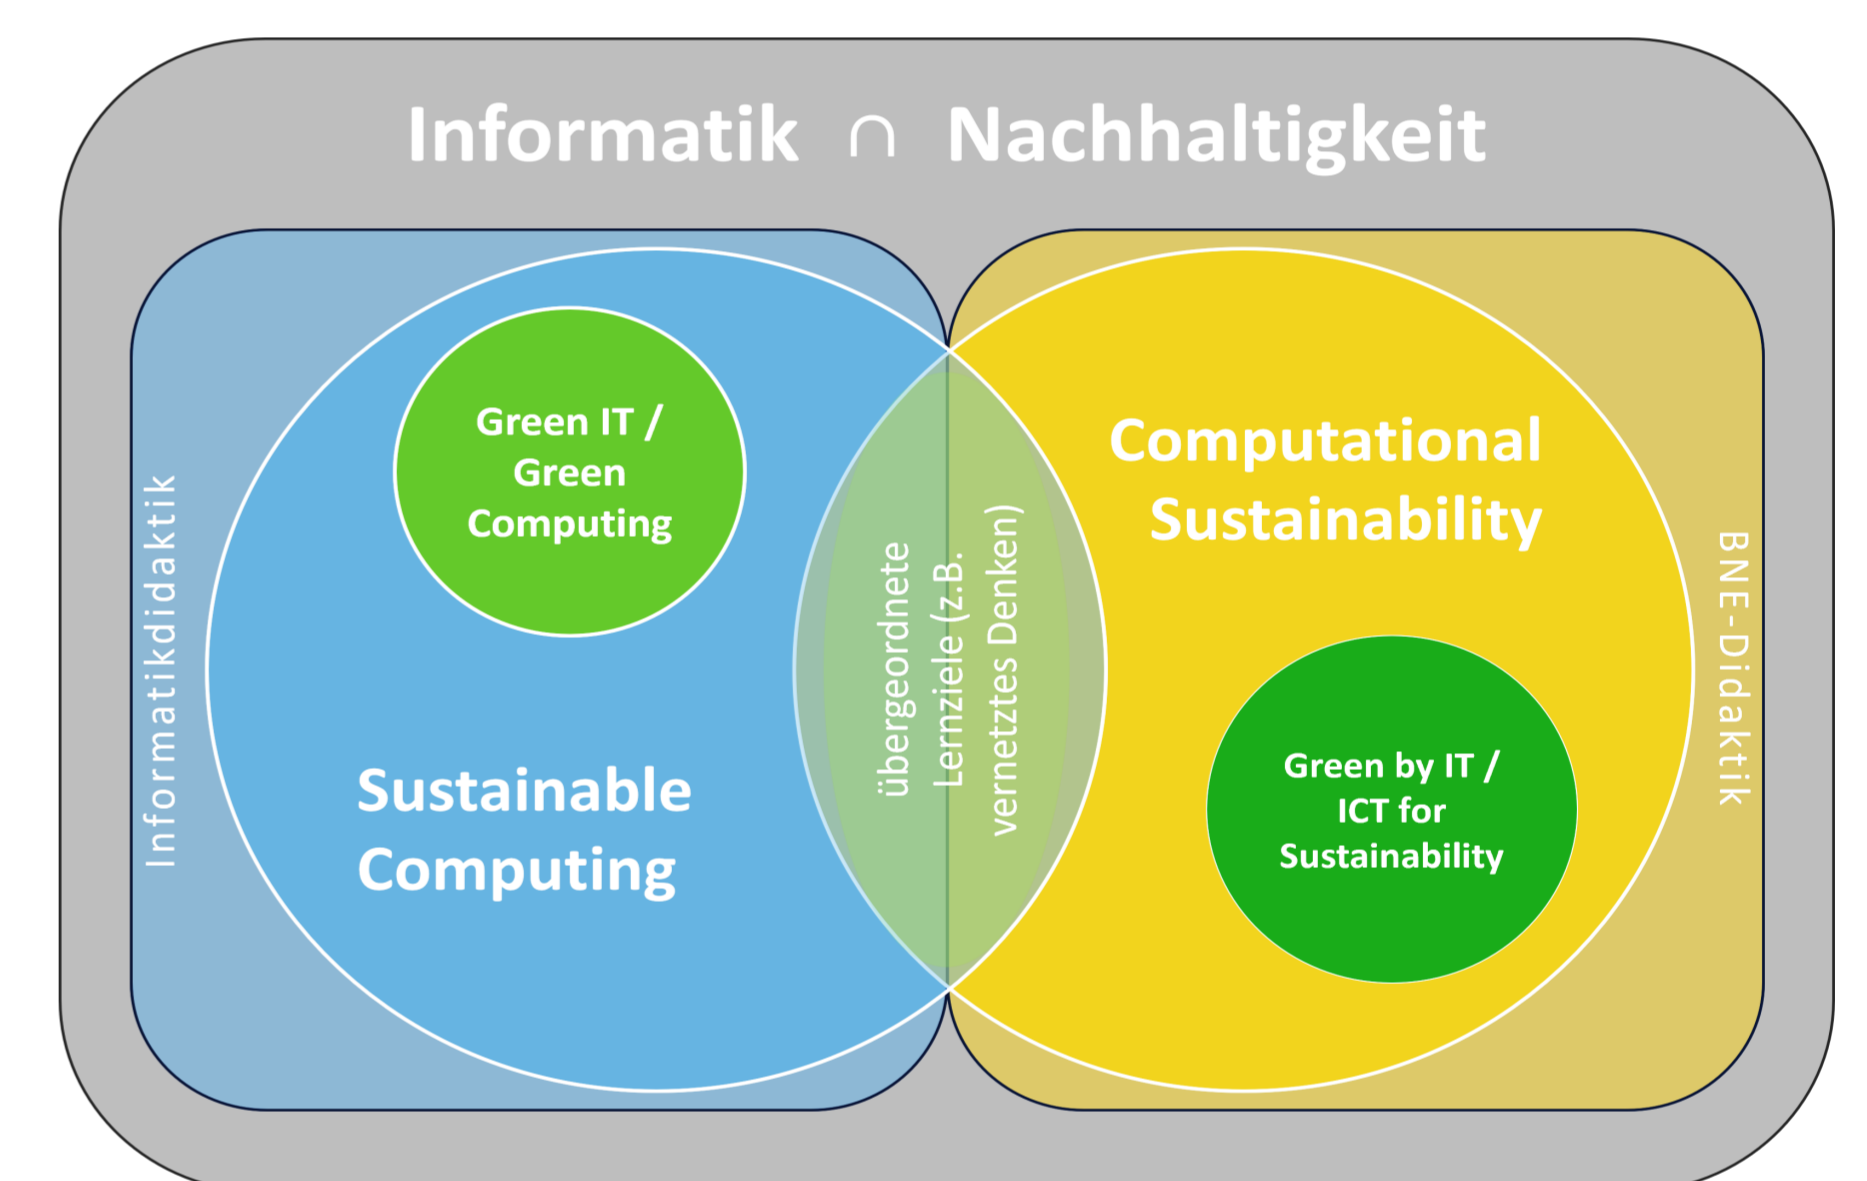 Informatik ∩ Nachhaltigkeit
Informatikdidaktik
Green IT /
Green
Computing
Sustainable
Computing
übergeordnete
Lernziele (z.B.
vernetztes Denken)
Computational
Sustainability
Green by IT /
ICT for
Sustainability
BNE-Didaktik